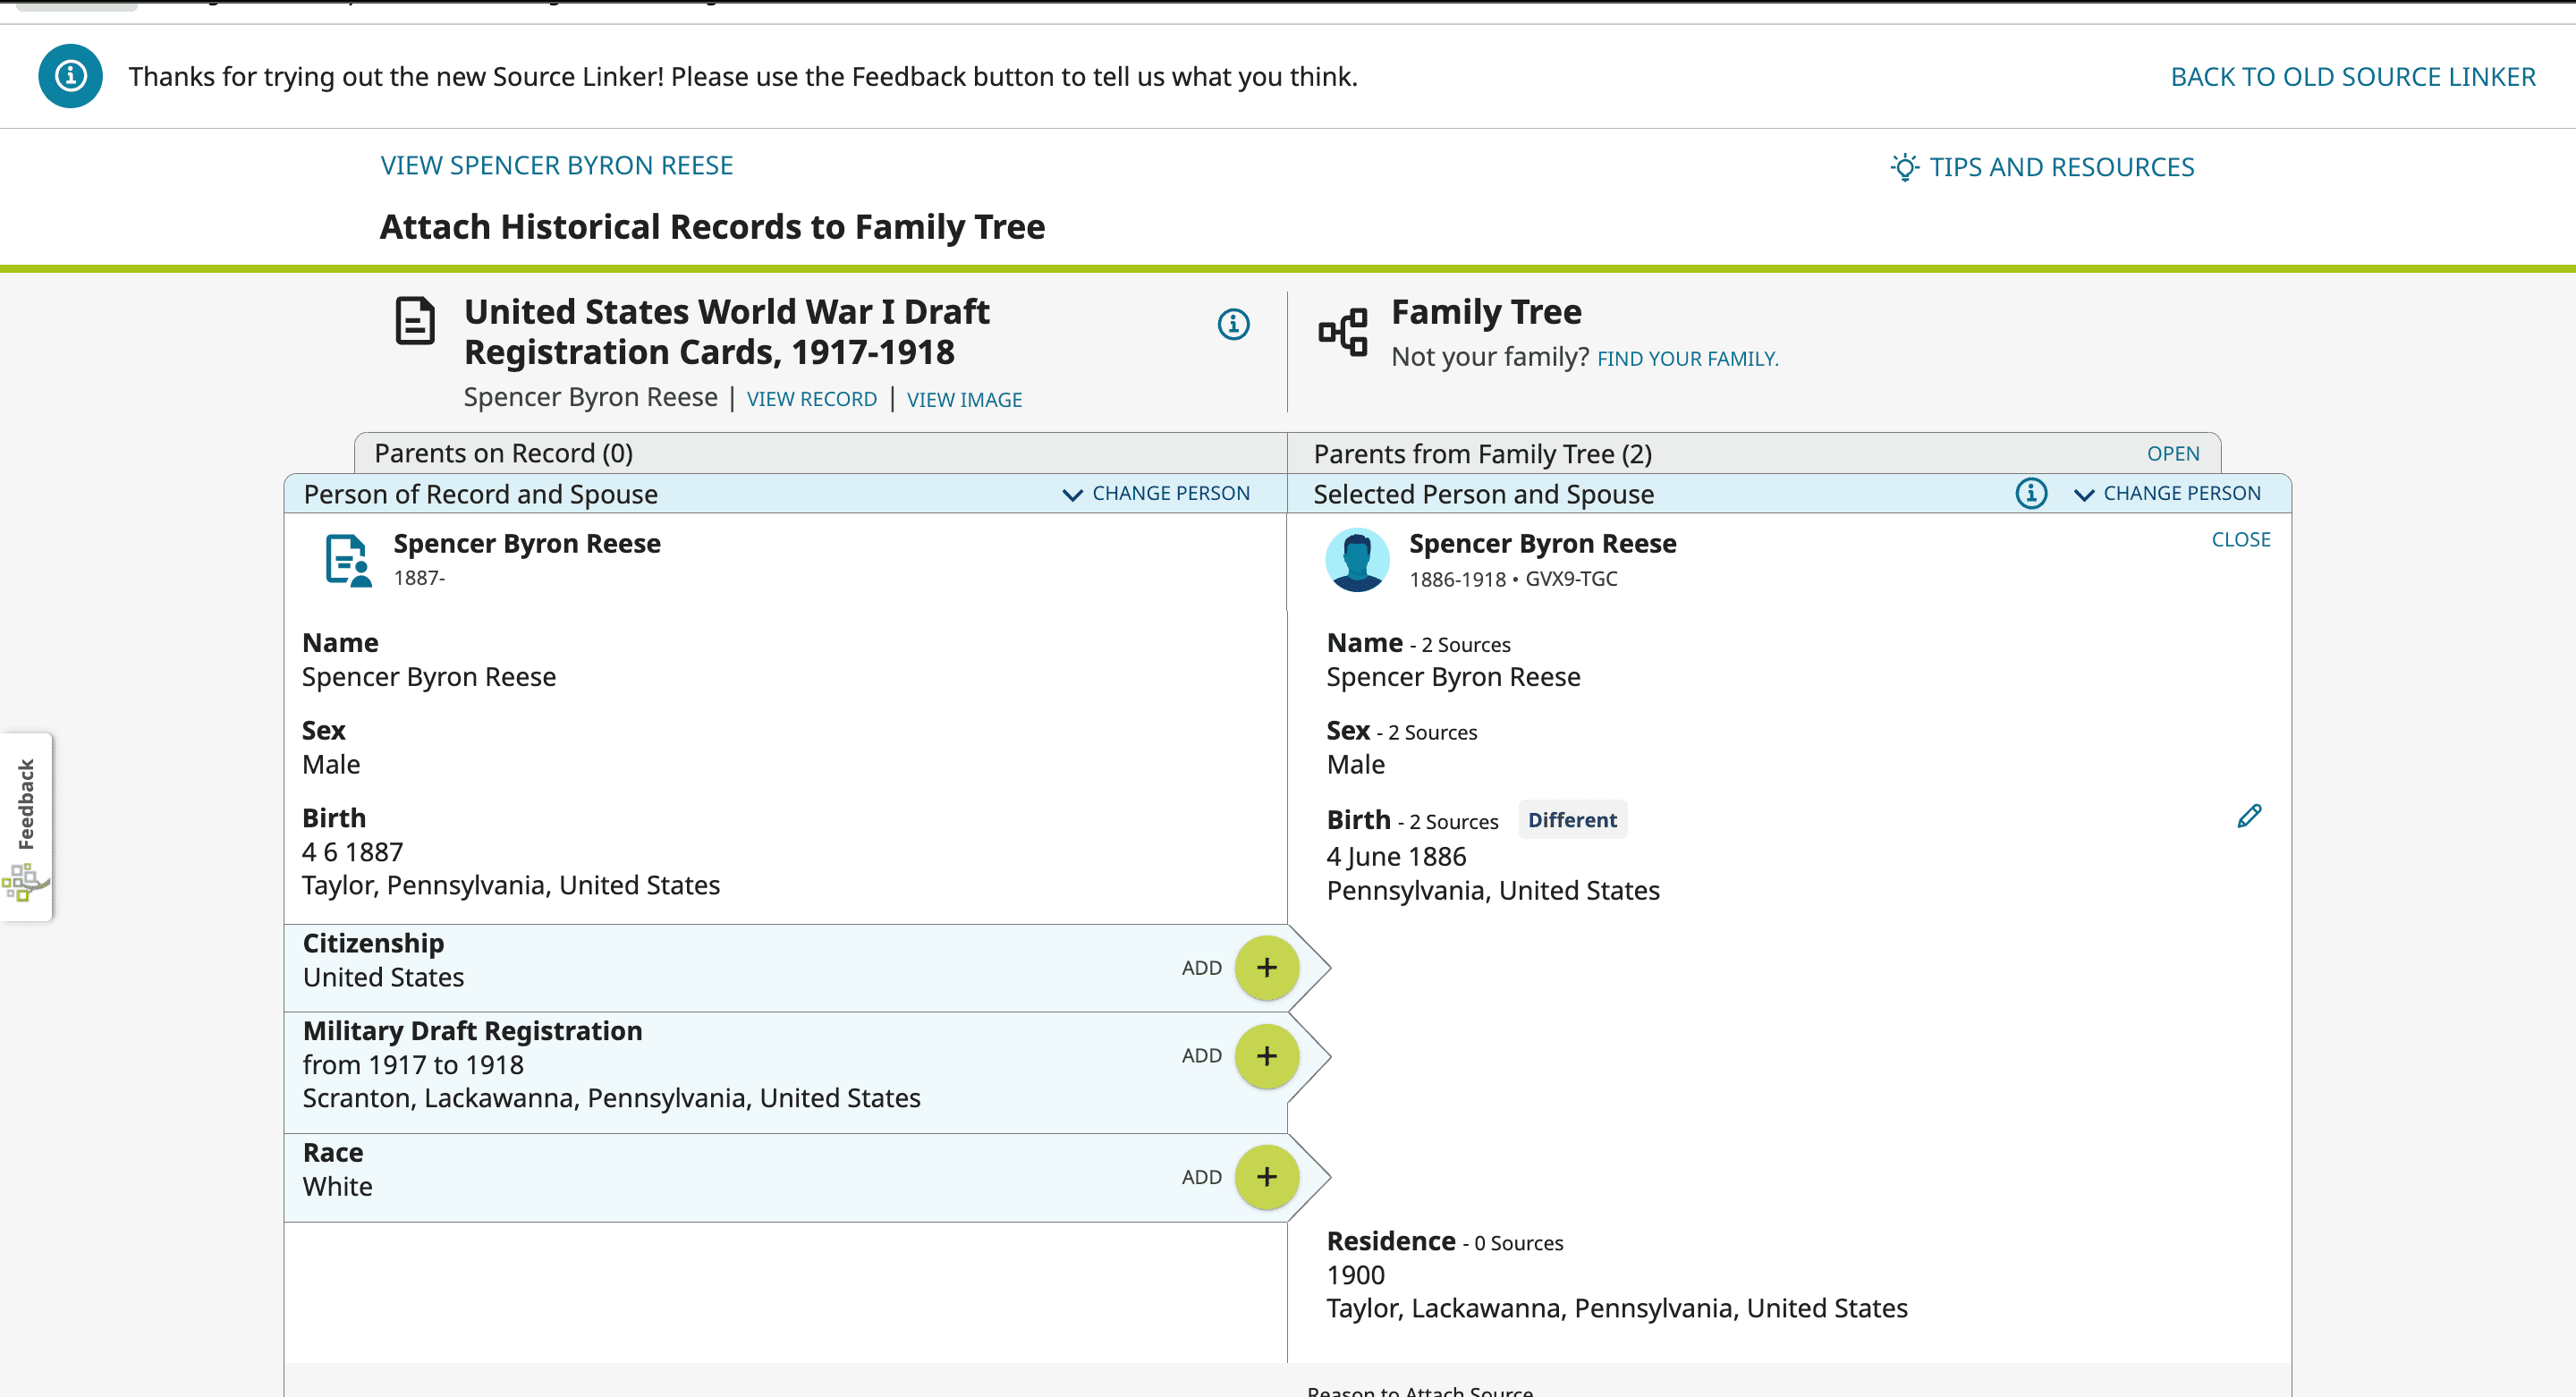 Thanks for trying out the new Source Linker! Please use the Feedback button to tell us what you think.
BACK TO OLD SOURCE LINKER
VIEW SPENCER BYRON REESE
TIPS AND RESOURCES
Attach Historical Records to Family Tree
United States World War I Draft
Registration Cards, 1917-1918
Spencer Byron Reese | VIEW RECORD | VIEW IMAGE
Family Tree
Not your family? FIND YOUR FAMILY.
Parents on Record (0)
Parents from Family Tree (2)
OPEN
Person of Record and Spouse
CHANGE PERSON
Selected Person and Spouse
CHANGE PERSON
Spencer Byron Reese
1887-
Spencer Byron Reese
1886-1918 • GVX9-TGC
CLOSE
Name
Spencer Byron Reese
Name - 2 Sources
Spencer Byron Reese
Sex
Male
Sex - 2 Sources
Male
Birth
4 6 1887
Taylor, Pennsylvania, United States
Birth - 2 Sources Different
4 June 1886
Pennsylvania, United States
Feedback
Citizenship
United States
ADD
Military Draft Registration
from 1917 to 1918
Scranton, Lackawanna, Pennsylvania, United States
ADD
Race
White
ADD
Residence - 0 Sources
1900
Taylor, Lackawanna, Pennsylvania, United States
Reason to Attach Source